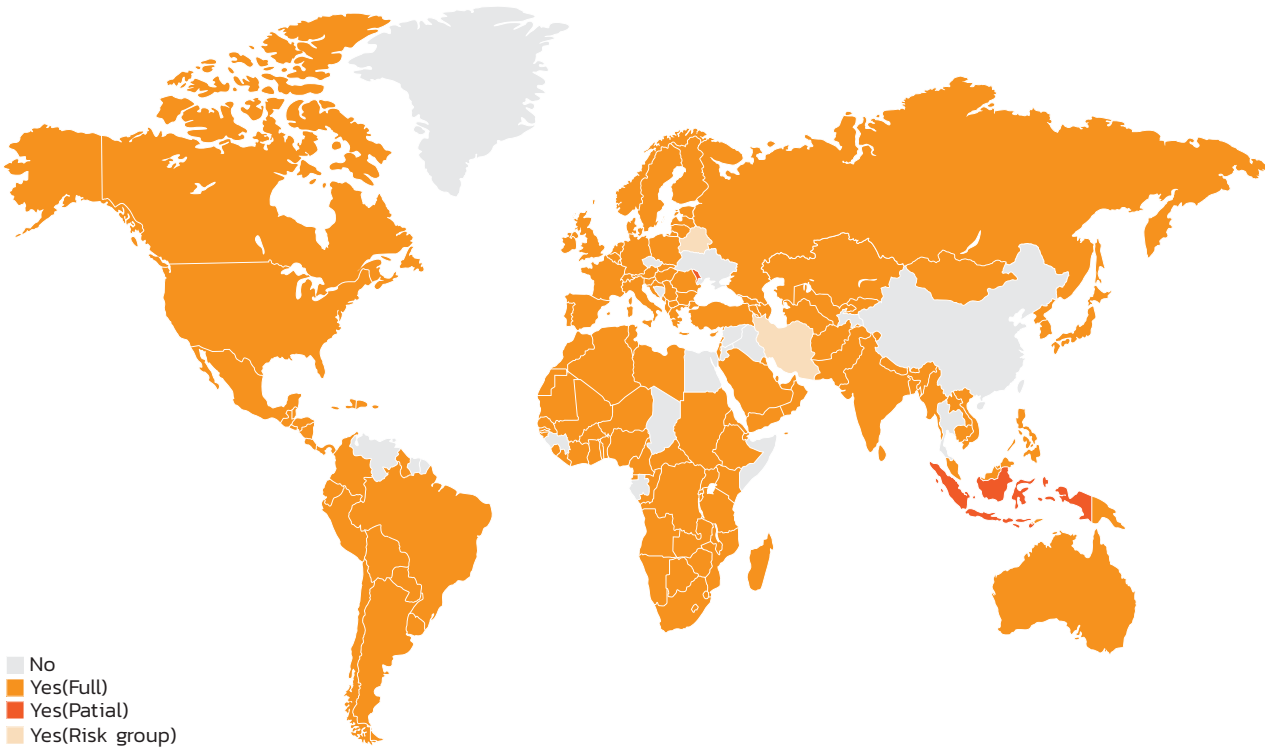 No
Yes(Full)
Yes(Patial)
Yes(Risk group)